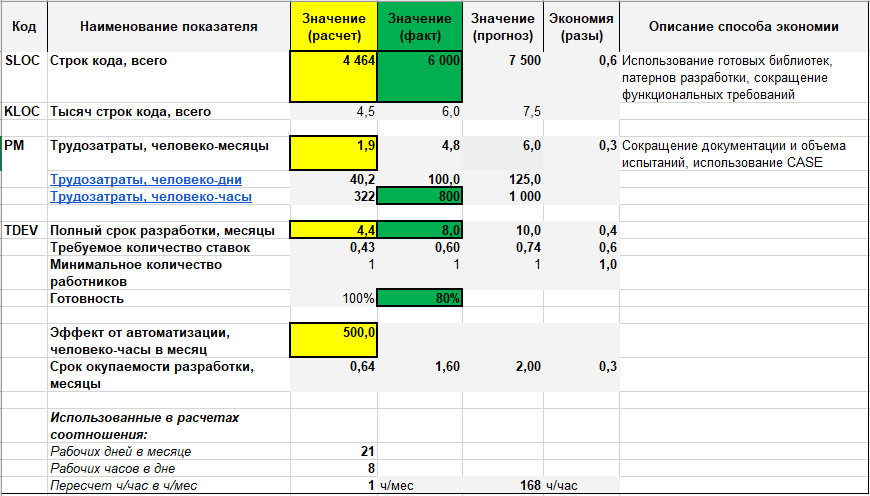 Код Наименование показателя Значение (расчет) Значение (факт) Значение (прогноз) Экономия (разы) Описание способа экономии
SLOC Строк кода, всего 4 464 6 000 7 500 0,6 Использование готовых библиотек,
патернов разработки, сокращение
функциональных требований
KLOC Тысяч строк кода, всего 4,5 6,0 7,5
PM Трудозатраты, человеко-месяцы 1,9 4,8 6,0 0,3 Сокращение документации и объема
испытаний, использование CASE
Трудозатраты, человеко-дни 40,2 100,0 125,0
Трудозатраты, человеко-часы 322 800 1 000
TDEV Полный срок разработки, месяцы 4,4 8,0 10,0 0,4
Требуемое количество ставок 0,43 0,60 0,74 0,6
Минимальное количество 1 1 1 1,0
работников
Готовность 100% 80%
Эффект от автоматизации, 500,0
человеко-часы в месяц
Срок окупаемости разработки, 0,64 1,60 2,00 0,3
месяцы
Использованные в расчетах
соотношения:
Рабочих дней в месяце 21
Рабочих часов в дне 8
Пересчет ч/час в ч/мес 1 ч/мес 168 ч/час